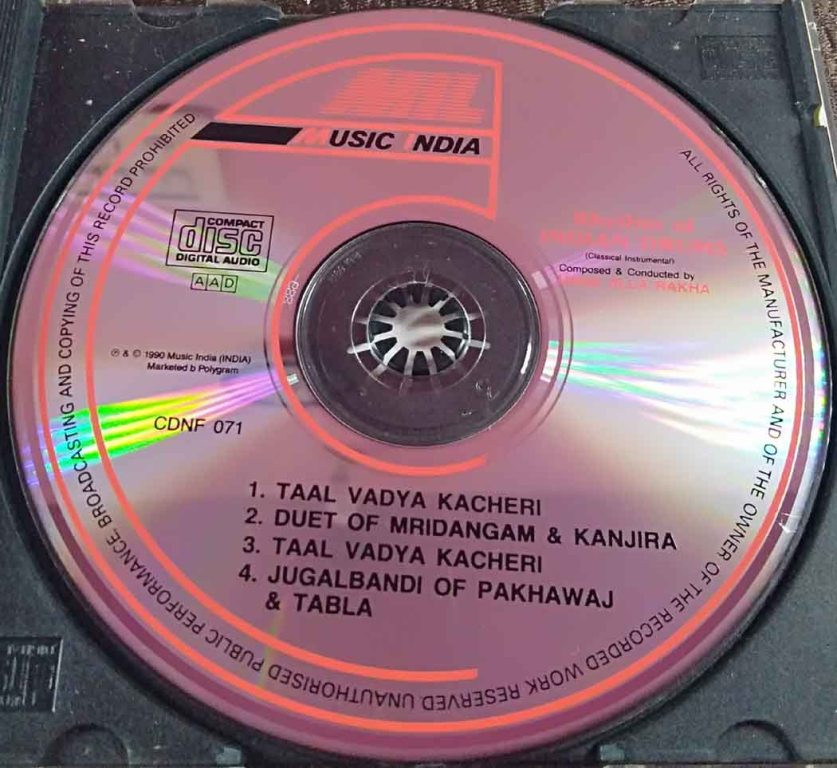 MIL
MUSIC INDIA
COMPACT
disc
DIGITAL AUDIO
AAD
℗ & © 1990 Music India (INDIA)
Marketed b Polygram
CDNF 071
Rhythm of
INDIAN DRUMS
(Classical Instrumental)
Composed & Conducted by
ALLA RAKHA
1. TAAL VADYA KACHERI
2. DUET OF MRIDANGAM & KANJIRA
3. TAAL VADYA KACHERI
4. JUGALBANDI OF PAKHAWAJ
& TABLA
ALL RIGHTS OF THE MANUFACTURER AND OF THE OWNER OF THE RECORDED WORK RESERVED. UNAUTHORISED PUBLIC PERFORMANCE, BROADCASTING AND COPYING OF THIS RECORD PROHIBITED